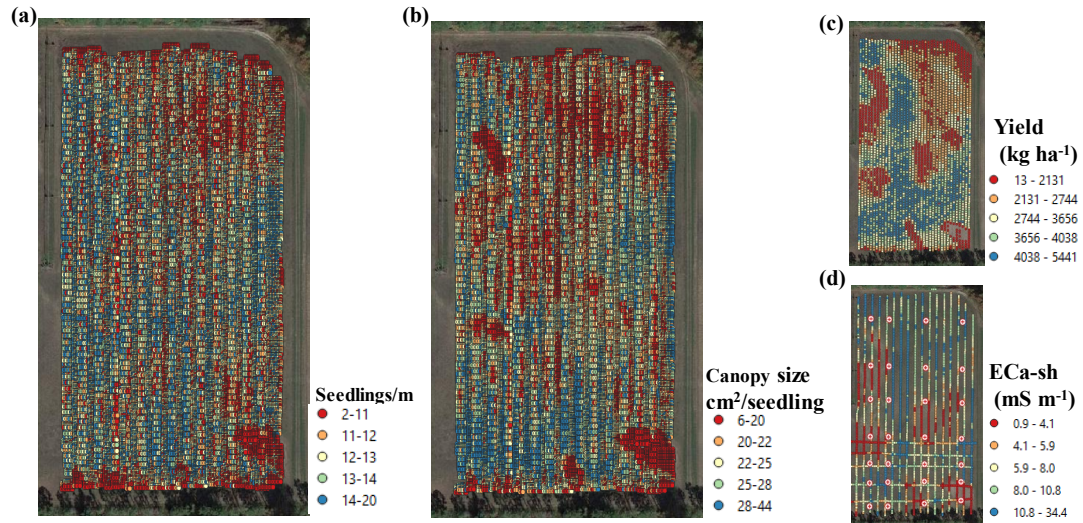 (a)
Seedlings/m
2-11
11-12
12-13
13-14
14-20
(b)
Canopy size
cm²/seedling
6-20
20-22
22-25
25-28
28-44
(c)
Yield
(kg ha⁻¹)
13 - 2131
2131 - 2744
2744 - 3656
3656 - 4038
4038 - 5441
(d)
ECa-sh
(mS m⁻¹)
0.9 - 4.1
4.1 - 5.9
5.9 - 8.0
8.0 - 10.8
10.8 - 34.4